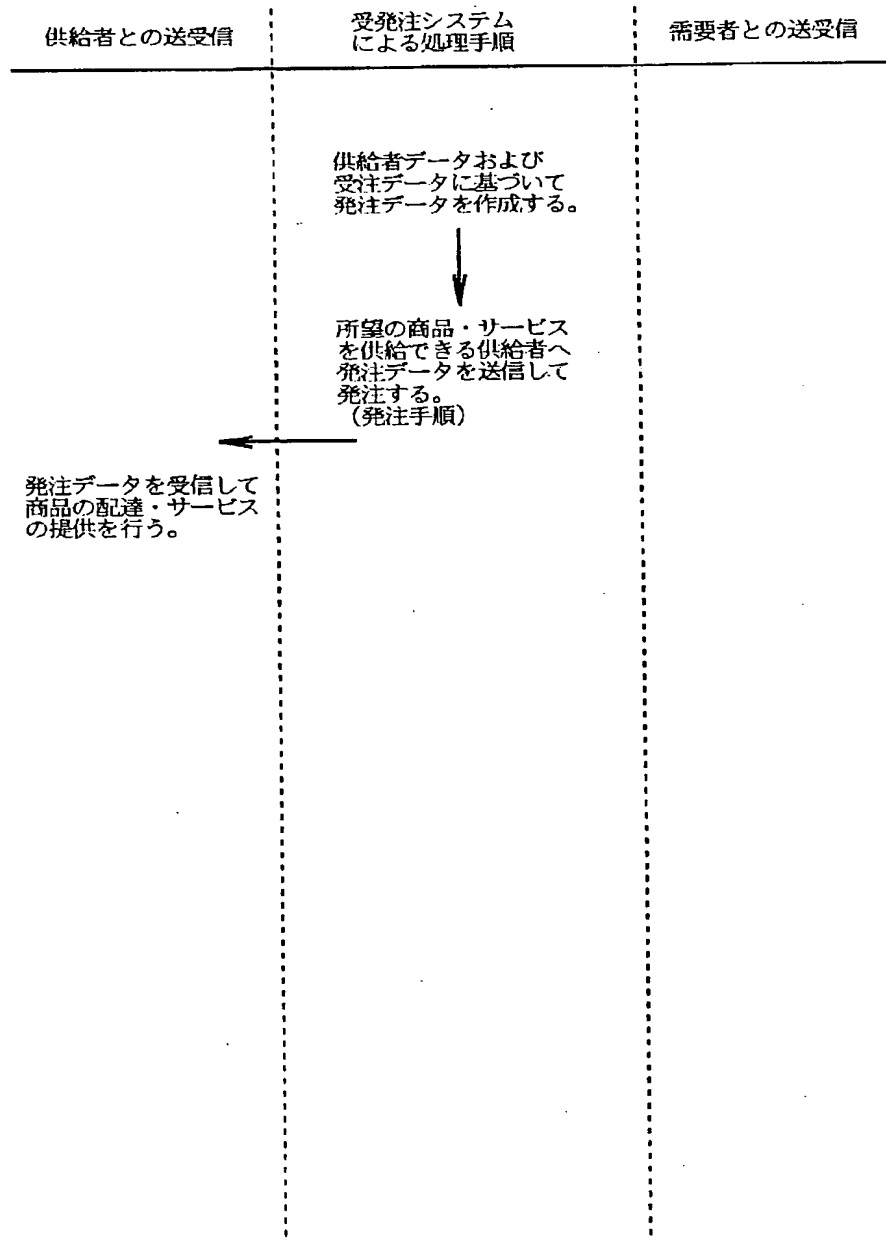 供給者との送受信
受発注システム
による処理手順
需要者との送受信
供給者データおよび
受注データに基づいて
発注データを作成する。
所望の商品・サービス
を供給できる供給者へ
発注データを送信して
発注する。
(発注手順)
発注データを受信して
商品の配達・サービス
の提供を行う。